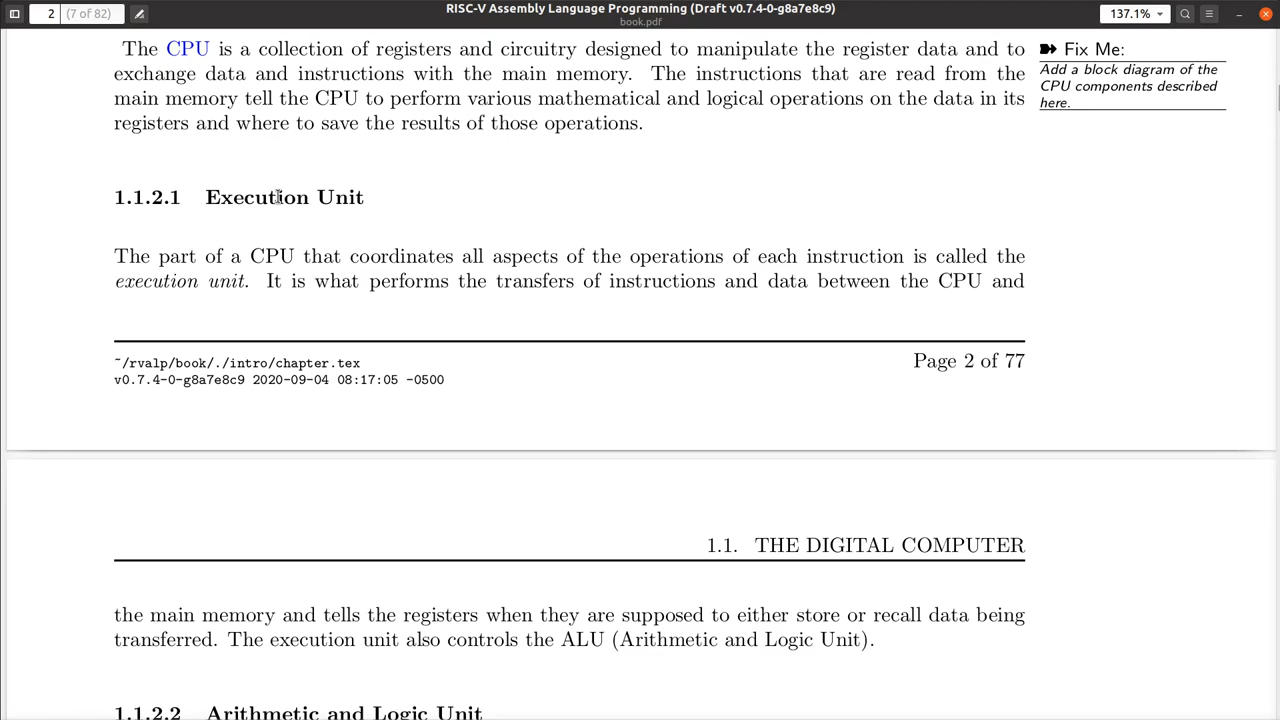 RISC-V Assembly Language Programming (Draft v0.7.4-0-g8a7e8c9)
book.pdf
2 (7 of 82)
137.1%
The CPU is a collection of registers and circuitry designed to manipulate the register data and to
exchange data and instructions with the main memory. The instructions that are read from the
main memory tell the CPU to perform various mathematical and logical operations on the data in its
registers and where to save the results of those operations.
Fix Me:
Add a block diagram of the
CPU components described
here.
1.1.2.1 Execution Unit
The part of a CPU that coordinates all aspects of the operations of each instruction is called the
execution unit. It is what performs the transfers of instructions and data between the CPU and
~/rvalp/book/./intro/chapter.tex
v0.7.4-0-g8a7e8c9 2020-09-04 08:17:05 -0500
Page 2 of 77
1.1. THE DIGITAL COMPUTER
the main memory and tells the registers when they are supposed to either store or recall data being
transferred. The execution unit also controls the ALU (Arithmetic and Logic Unit).
1.1.2.2 Arithmetic and Logic Unit